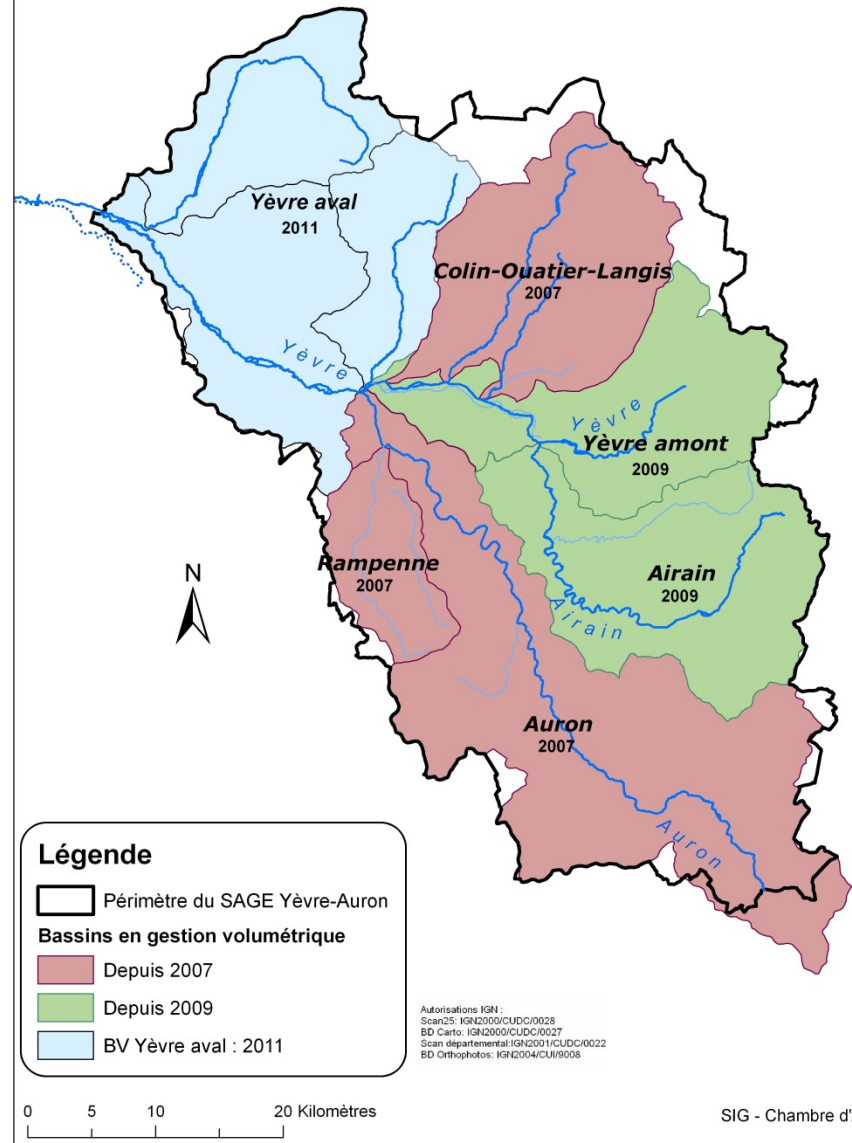 Yèvre aval
2011
Colin-Ouatier-Langis
2007
Yèvre
Yèvre
Yèvre amont
2009
Rampenne
2007
Airain
2009
Airain
N
Auron
2007
Auron
Légende
Périmètre du SAGE Yèvre-Auron
Bassins en gestion volumétrique
Depuis 2007
Depuis 2009
BV Yèvre aval : 2011
Autorisations IGN :
Scan25: IGN2000/CUDC/0028
BD Carto: IGN2000/CUDC/0027
Scan départemental:IGN2001/CUDC/0022
BD Orthophotos: IGN2004/CUI/9008
0 5 10 20 Kilomètres
SIG - Chambre d'